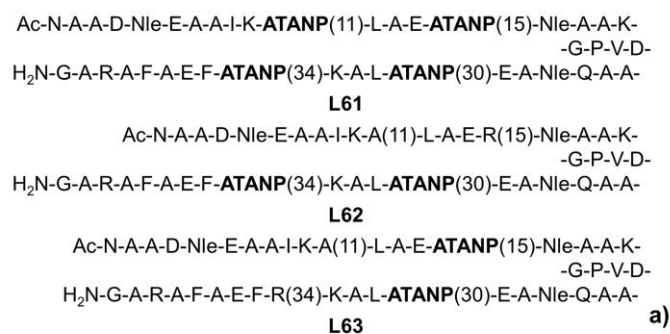 Ac-N-A-A-D-Nle-E-A-A-I-K-ATANP(11)-L-A-E-ATANP(15)-Nle-A-A-K-
-G-P-V-D-
H2N-G-A-R-A-F-A-E-F-ATANP(34)-K-A-L-ATANP(30)-E-A-Nle-Q-A-A-
L61
Ac-N-A-A-D-Nle-E-A-A-I-K-A(11)-L-A-E-R(15)-Nle-A-A-K-
-G-P-V-D-
H2N-G-A-R-A-F-A-E-F-ATANP(34)-K-A-L-ATANP(30)-E-A-Nle-Q-A-A-
L62
Ac-N-A-A-D-Nle-E-A-A-I-K-A(11)-L-A-E-ATANP(15)-Nle-A-A-K-
-G-P-V-D-
H2N-G-A-R-A-F-A-E-F-R(34)-K-A-L-ATANP(30)-E-A-Nle-Q-A-A-
L63
a)